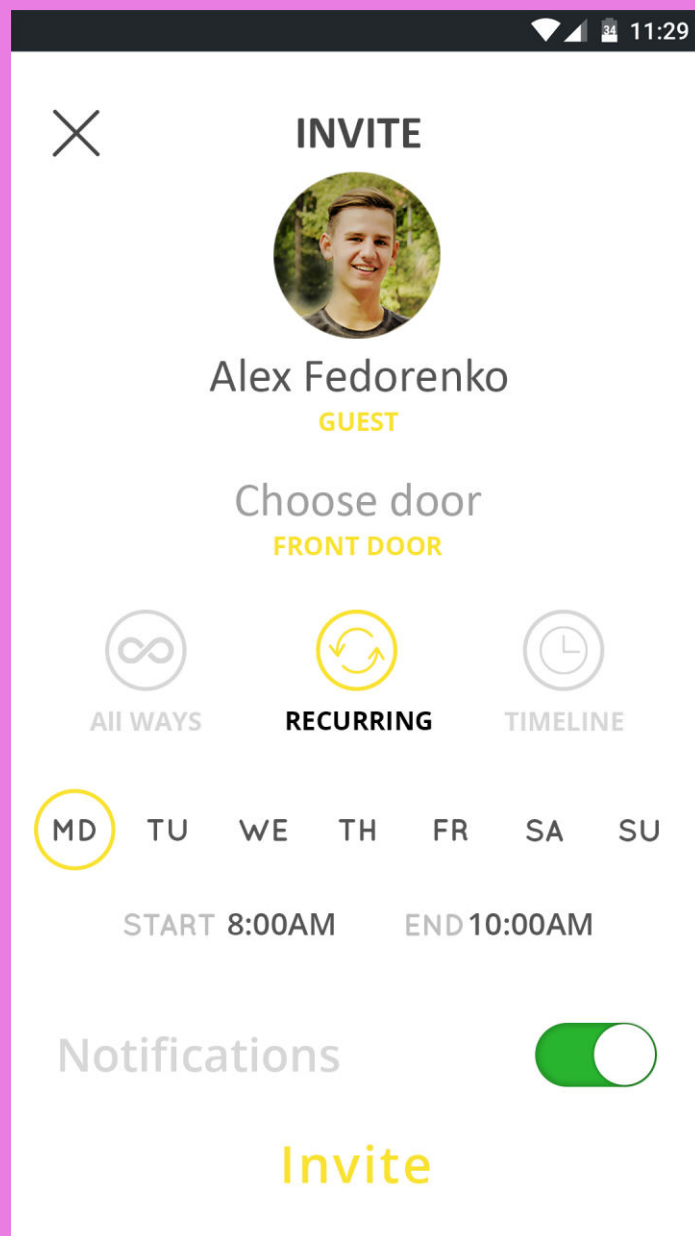 34 11:29
INVITE
Alex Fedorenko
GUEST
Choose door
FRONT DOOR
All WAYS RECURRING TIMELINE
MD TU WE TH FR SA SU
START 8:00AM END 10:00AM
Notifications
Invite